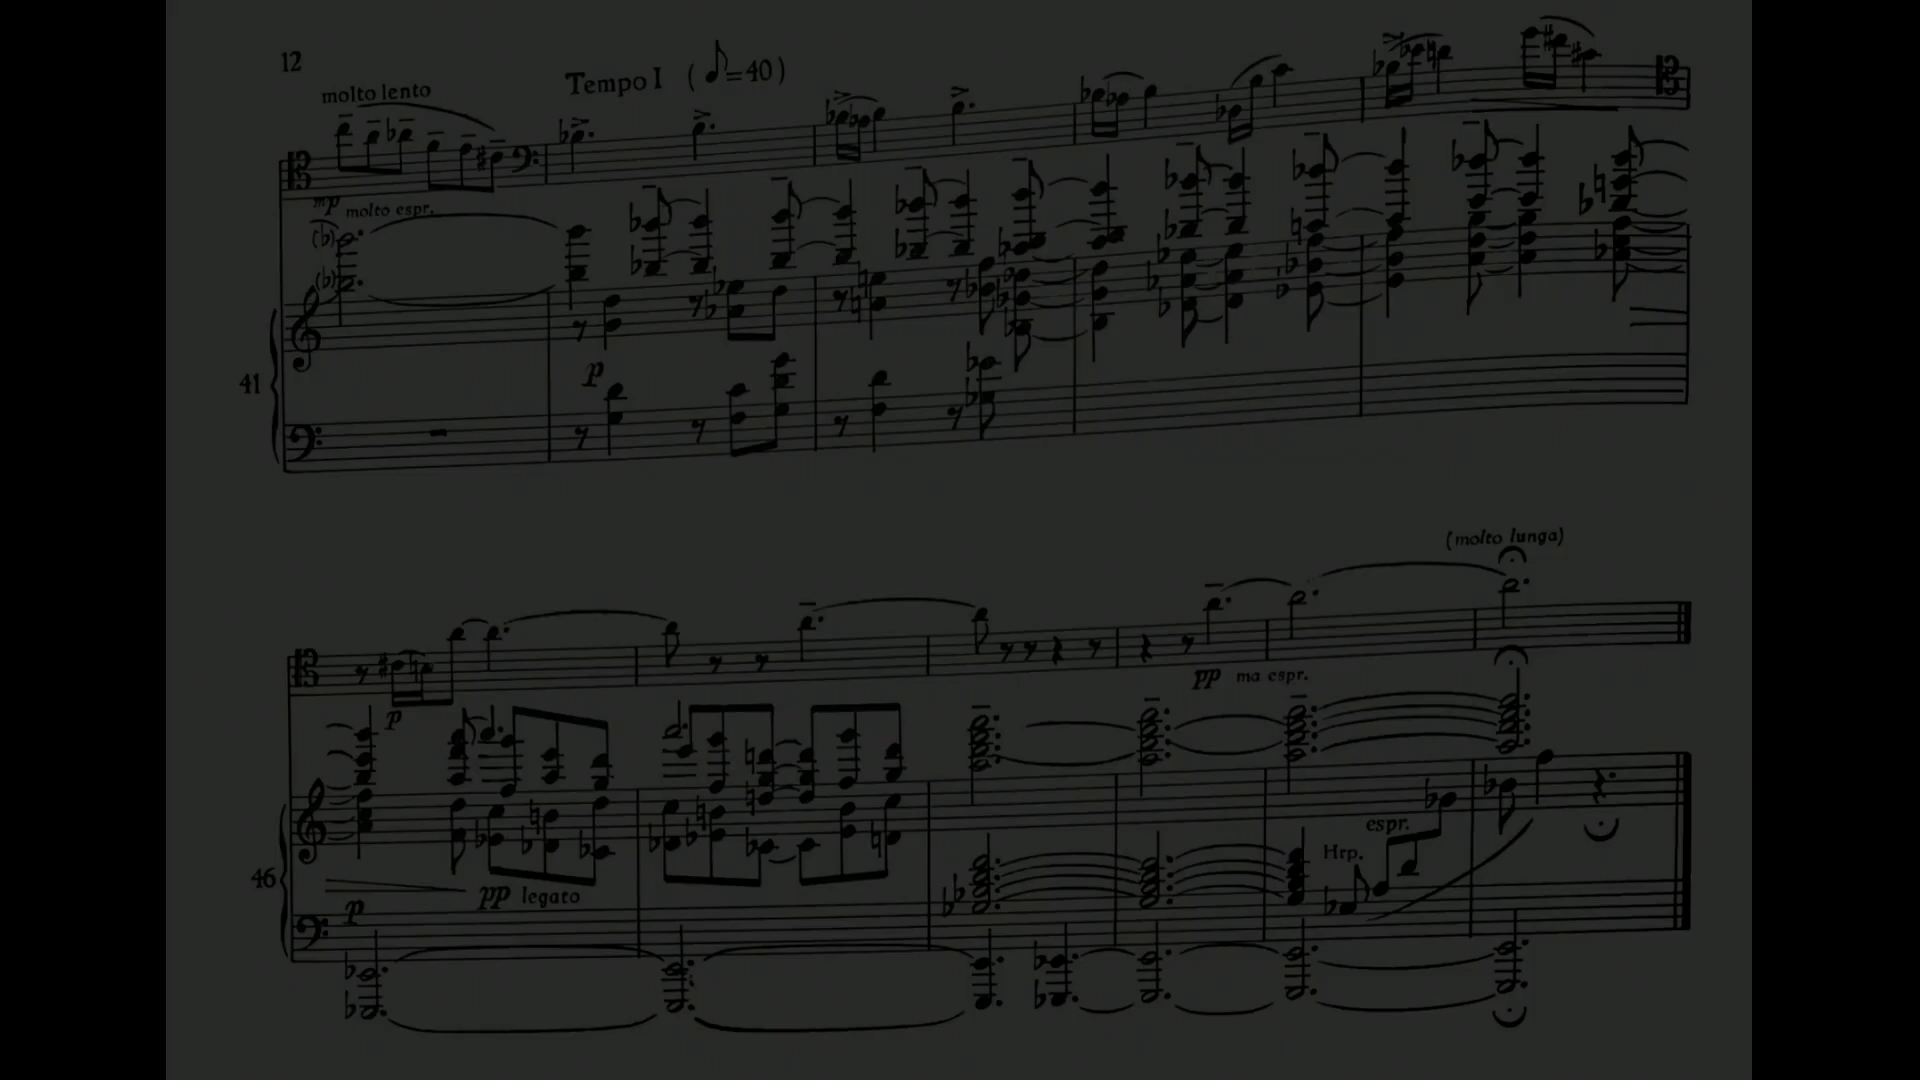 12
molto lento
Tempo I (♪=40)
mp molto espr.
(b)
(b)
p
41
(molto lunga)
p
pp ma espr.
espr.
Hrp.
46
pp legato
p